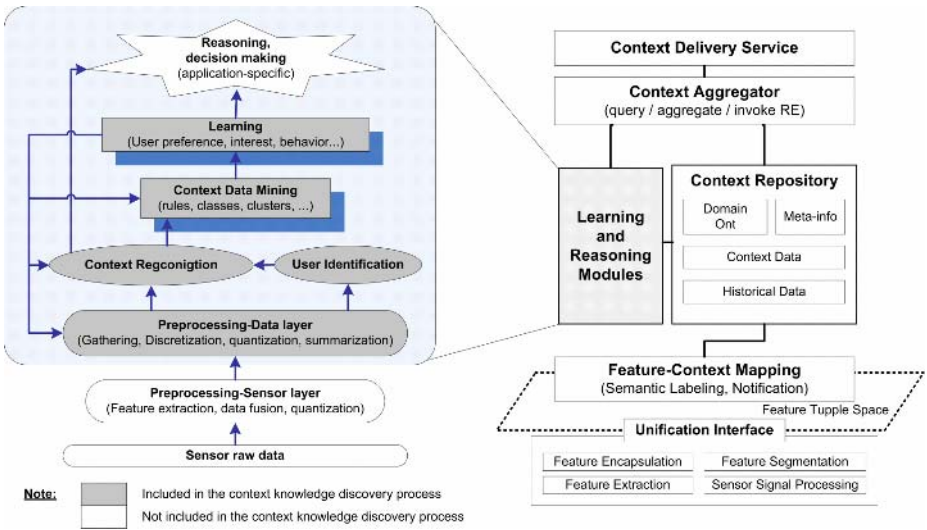 Reasoning,
decision making
(application-specific)
Learning
(User preference, interest, behavior...)
Context Data Mining
(rules, classes, clusters, ...)
Context Regconigtion
User Identification
Preprocessing-Data layer
(Gathering, Discretization, quantization, summarization)
Preprocessing-Sensor layer
(Feature extraction, data fusion, quantization)
Sensor raw data
Note:
Included in the context knowledge discovery process
Not included in the context knowledge discovery process
Context Delivery Service
Context Aggregator
(query / aggregate / invoke RE)
Learning
and
Reasoning
Modules
Context Repository
Domain
Ont
Meta-info
Context Data
Historical Data
Feature-Context Mapping
(Semantic Labeling, Notification)
Feature Tupple Space
Unification Interface
Feature Encapsulation
Feature Segmentation
Feature Extraction
Sensor Signal Processing